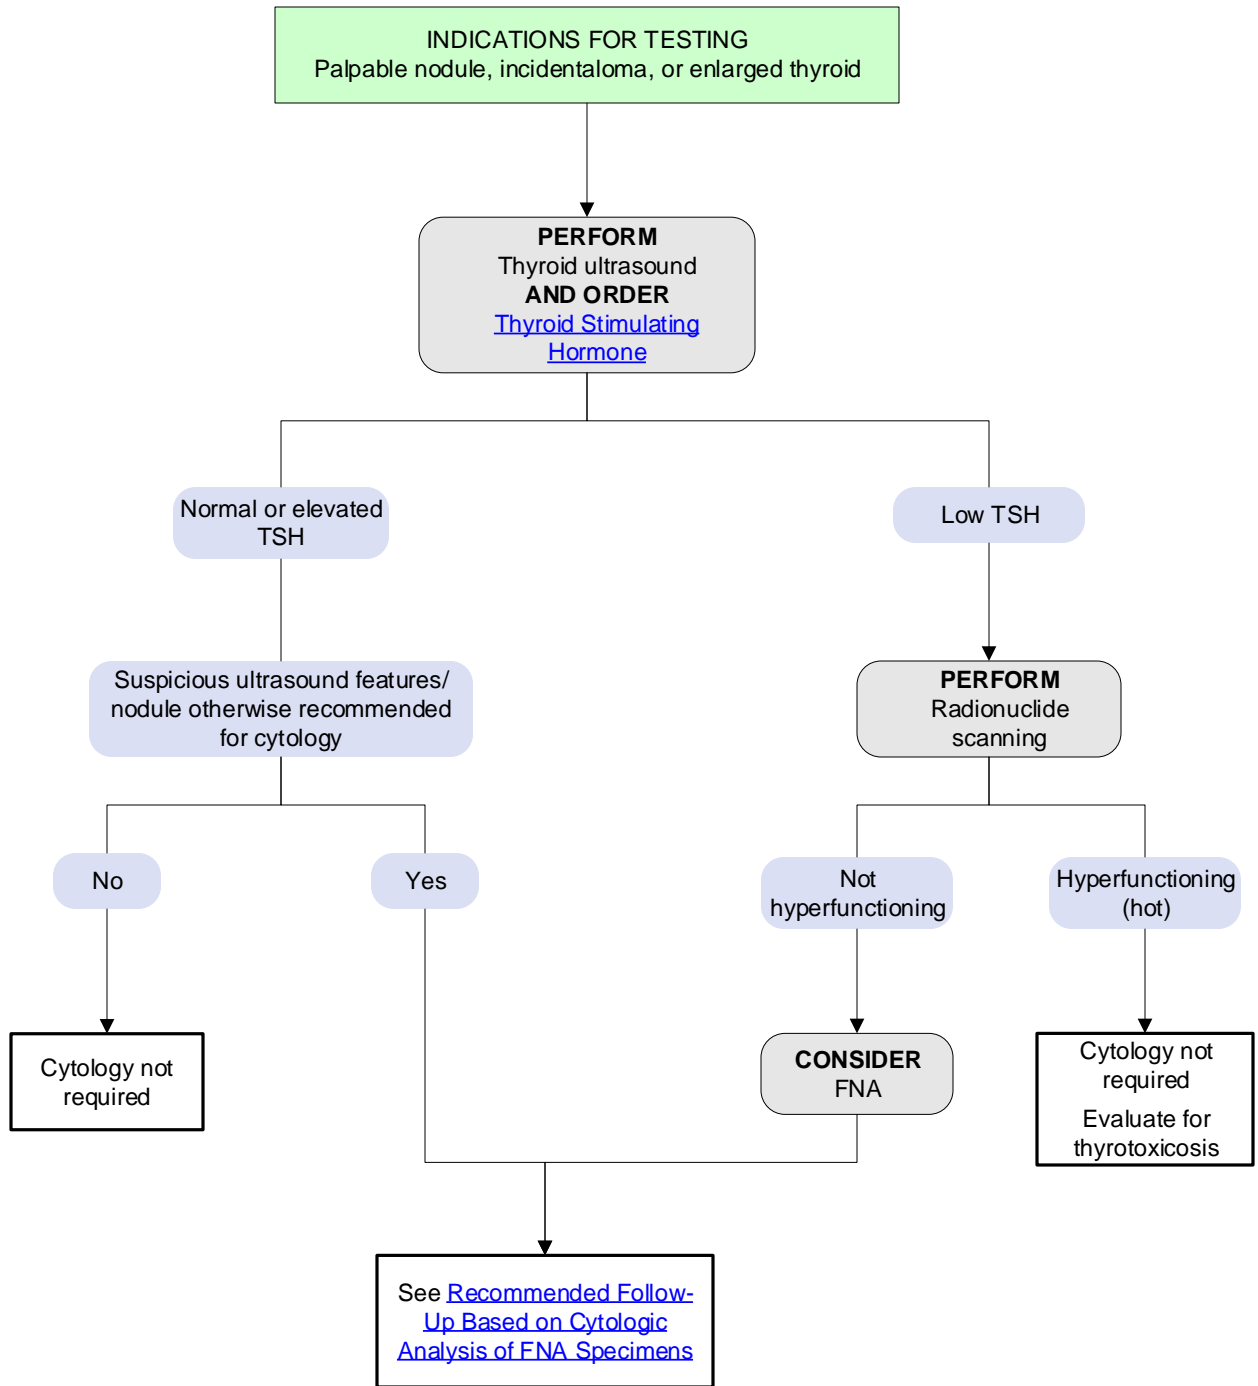 INDICATIONS FOR TESTING
Palpable nodule, incidentaloma, or enlarged thyroid
PERFORM
Thyroid ultrasound
AND ORDER
Thyroid Stimulating
Hormone
Normal or elevated
TSH
Low TSH
Suspicious ultrasound features/
nodule otherwise recommended
for cytology
PERFORM
Radionuclide
scanning
No
Yes
Not
hyperfunctioning
Hyperfunctioning
(hot)
Cytology not
required
CONSIDER
FNA
Cytology not
required
Evaluate for
thyrotoxicosis
See Recommended Follow-
Up Based on Cytologic
Analysis of FNA Specimens